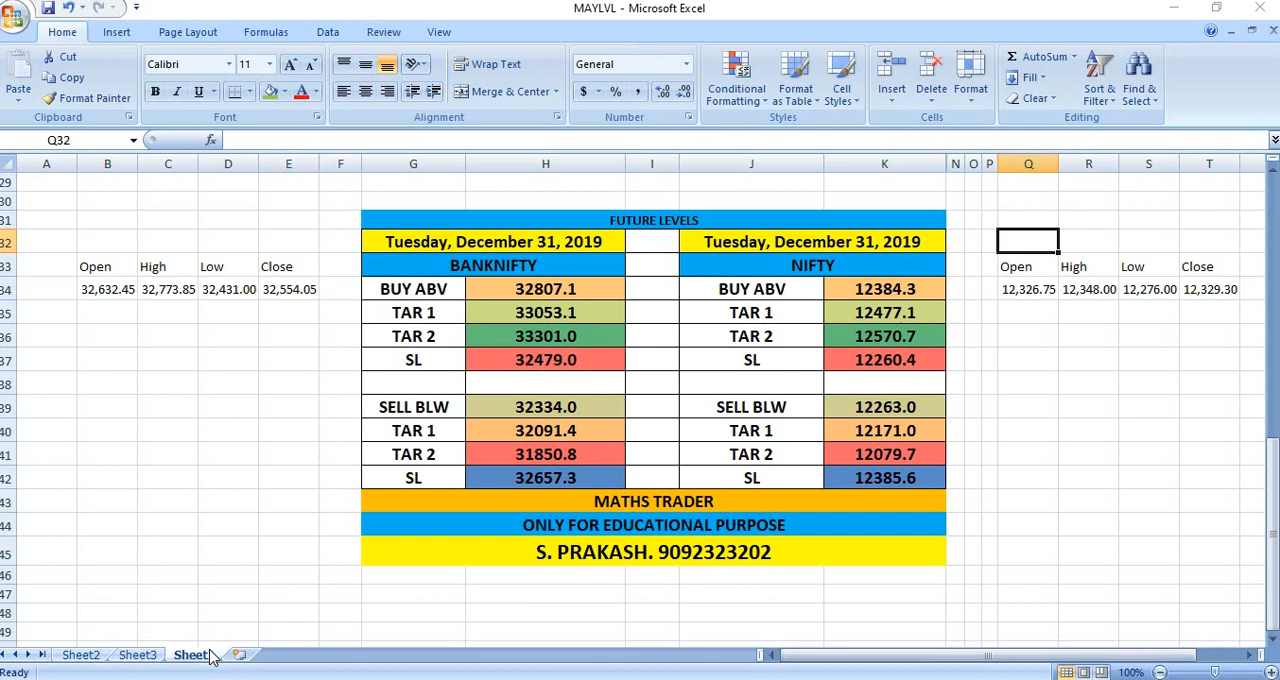 MAYLVL - Microsoft Excel
Home Insert Page Layout Formulas Data Review View
Cut
Copy
Format Painter
Paste
Clipboard
Calibri 11
Font
Wrap Text
Merge & Center
Alignment
General
Number
Conditional Formatting
Format as Table
Cell Styles
Styles
Insert Delete Format
Cells
AutoSum
Fill
Clear
Sort & Filter
Find & Select
Editing
Q32 fx
A B C D E F G H I J K N O P Q R S T
29
30
31 FUTURE LEVELS
32 Tuesday, December 31, 2019 Tuesday, December 31, 2019
33 Open High Low Close BANKNIFTY NIFTY Open High Low Close
34 32,632.45 32,773.85 32,431.00 32,554.05 BUY ABV 32807.1 BUY ABV 12384.3 12,326.75 12,348.00 12,276.00 12,329.30
35 TAR 1 33053.1 TAR 1 12477.1
36 TAR 2 33301.0 TAR 2 12570.7
37 SL 32479.0 SL 12260.4
38
39 SELL BLW 32334.0 SELL BLW 12263.0
40 TAR 1 32091.4 TAR 1 12171.0
41 TAR 2 31850.8 TAR 2 12079.7
42 SL 32657.3 SL 12385.6
43 MATHS TRADER
44 ONLY FOR EDUCATIONAL PURPOSE
45 S. PRAKASH. 9092323202
46
47
48
49
Sheet2 Sheet3 Sheet
Ready 100%